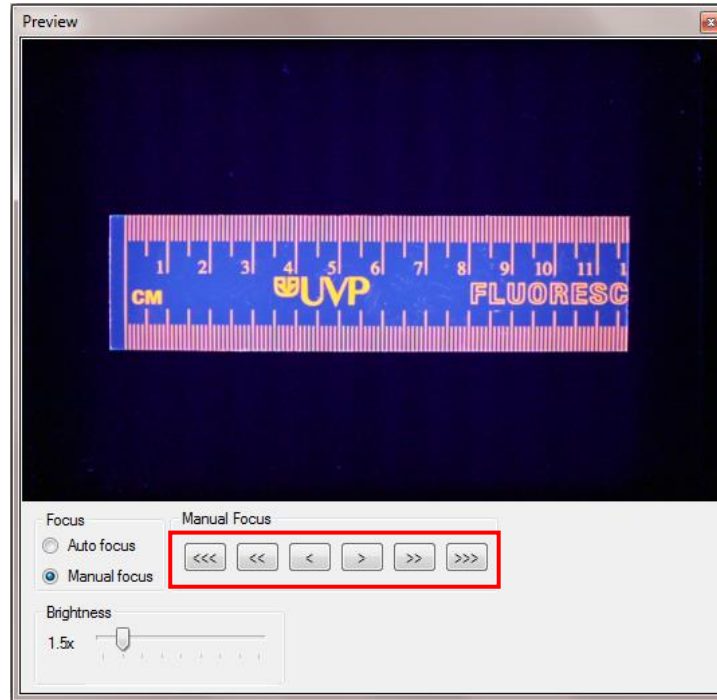 Preview
1 2 3 4 5 6 7 8 9 10 11 1
CM UVP FLUORESC
Focus
Auto focus
Manual focus
Manual Focus
<<< << < > >> >>>
Brightness
1.5x